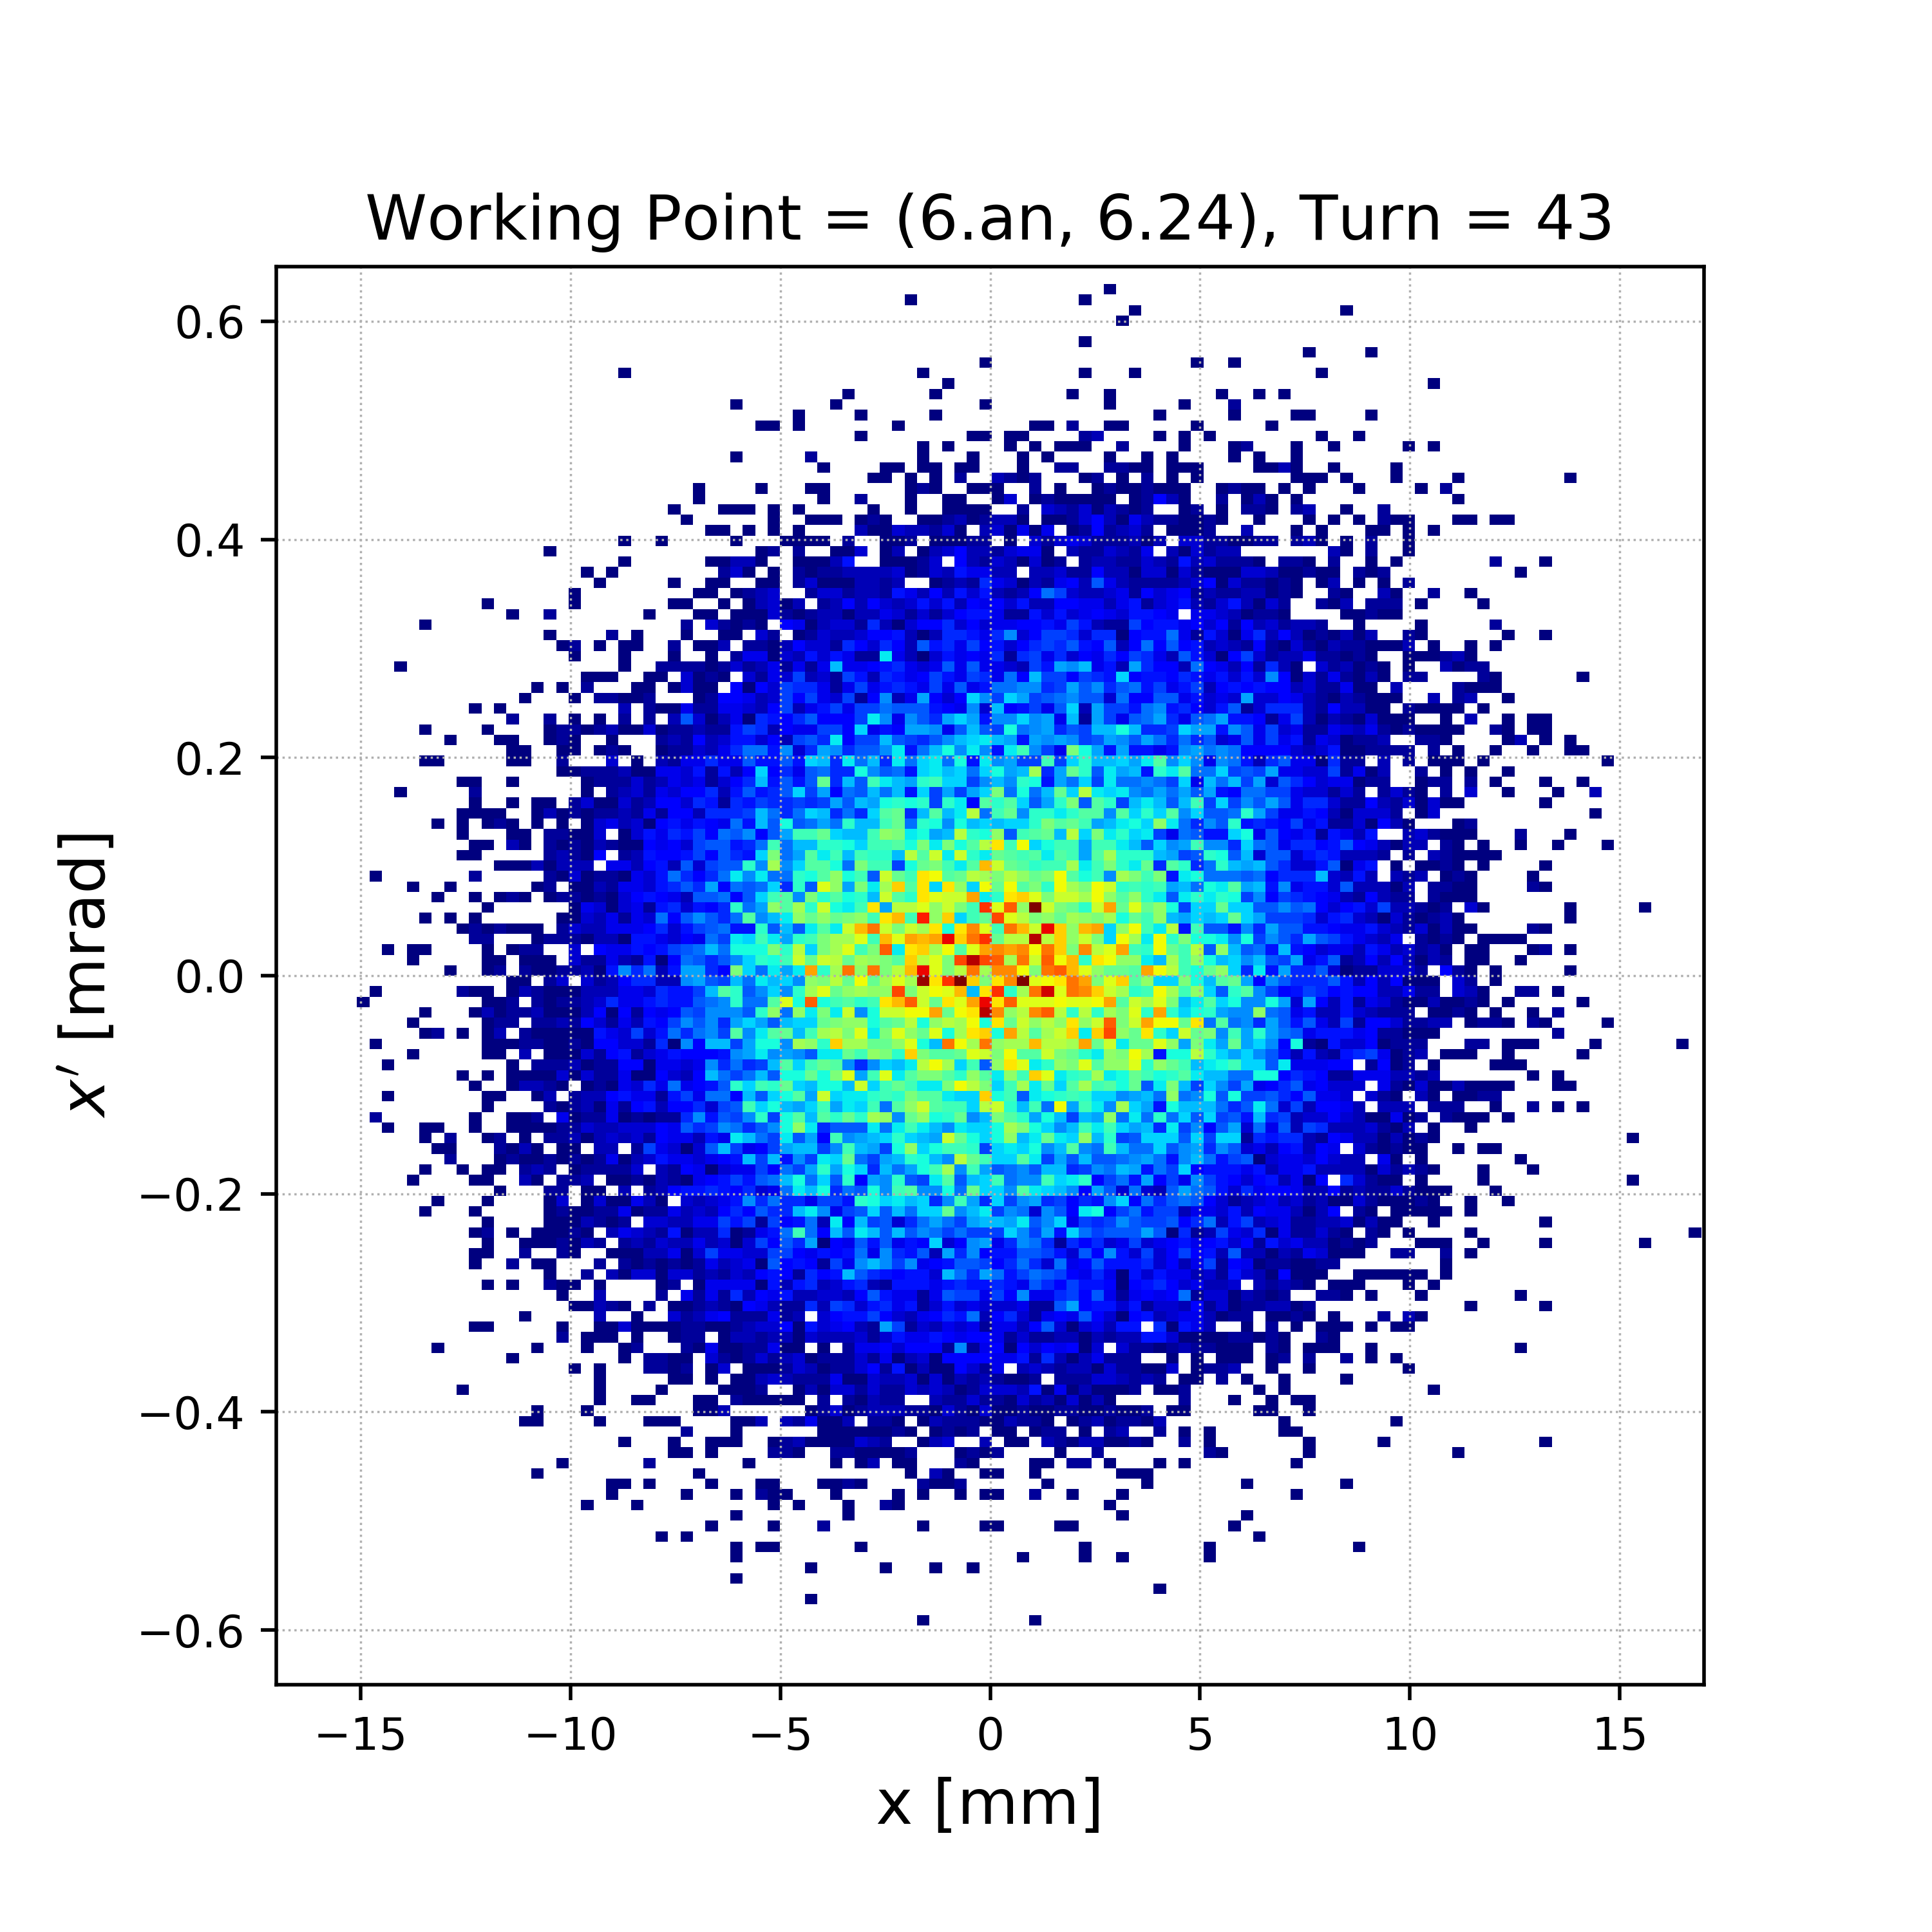 Working Point = (6.an, 6.24), Turn = 43
0.6
0.4
0.2
0.0
−0.2
−0.4
−0.6
x′ [mrad]
−15 −10 −5 0 5 10 15
x [mm]